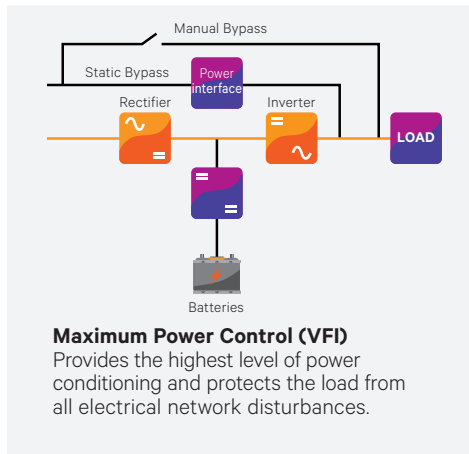 Manual Bypass
Static Bypass
Power
interface
Rectifier
Inverter
LOAD
Batteries
Maximum Power Control (VFI)
Provides the highest level of power
conditioning and protects the load from
all electrical network disturbances.